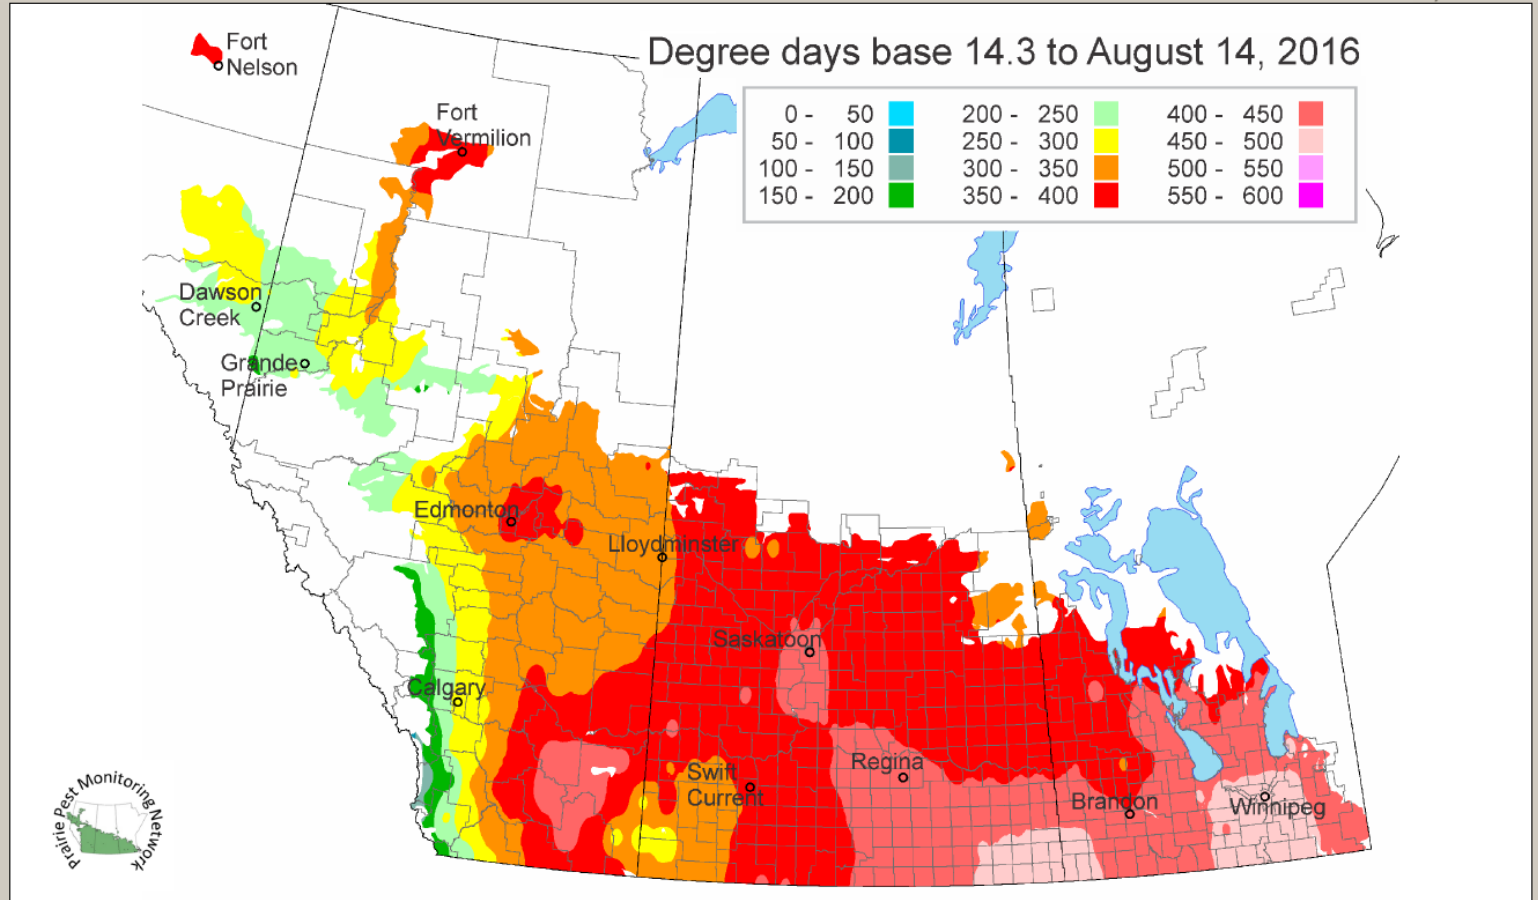 Degree days base 14.3 to August 14, 2016
0 - 50
50 - 100
100 - 150
150 - 200
200 - 250
250 - 300
300 - 350
350 - 400
400 - 450
450 - 500
500 - 550
550 - 600
Fort
Nelson
Fort
Vermilion
Dawson
Creek
Grande
Prairie
Edmonton
Lloydminster
Saskatoon
Calgary
Swift
Current
Regina
Brandon
Winnipeg
Prairie Pest Monitoring Network